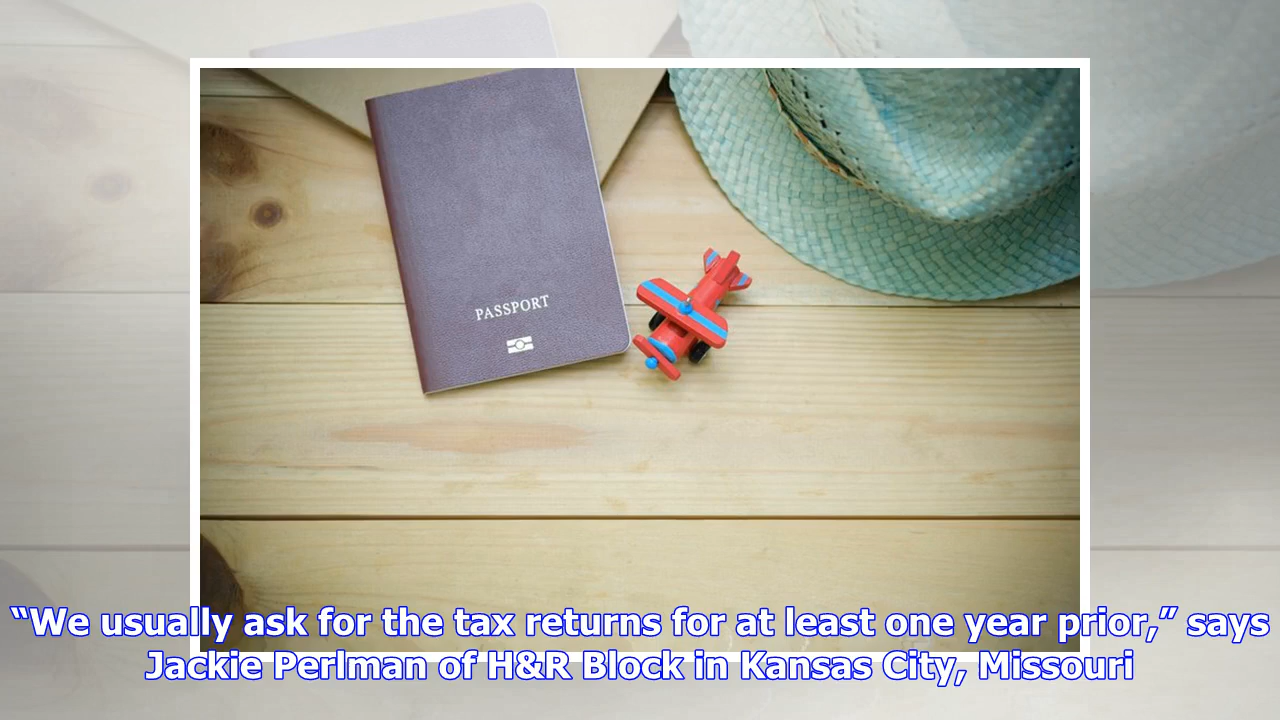 PASSPORT
“We usually ask for the tax returns for at least one year prior,” says
Jackie Perlman of H&R Block in Kansas City, Missouri